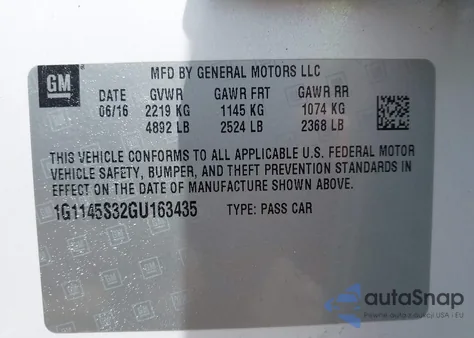 GM
MFD BY GENERAL MOTORS LLC
DATE GVWR GAWR FRT GAWR RR
06/16 2219 KG 1145 KG 1074 KG
4892 LB 2524 LB 2368 LB
THIS VEHICLE CONFORMS TO ALL APPLICABLE U.S. FEDERAL MOTOR
VEHICLE SAFETY, BUMPER, AND THEFT PREVENTION STANDARDS IN
EFFECT ON THE DATE OF MANUFACTURE SHOWN ABOVE.
1G1145S32GU163435 TYPE: PASS CAR
autoSnap